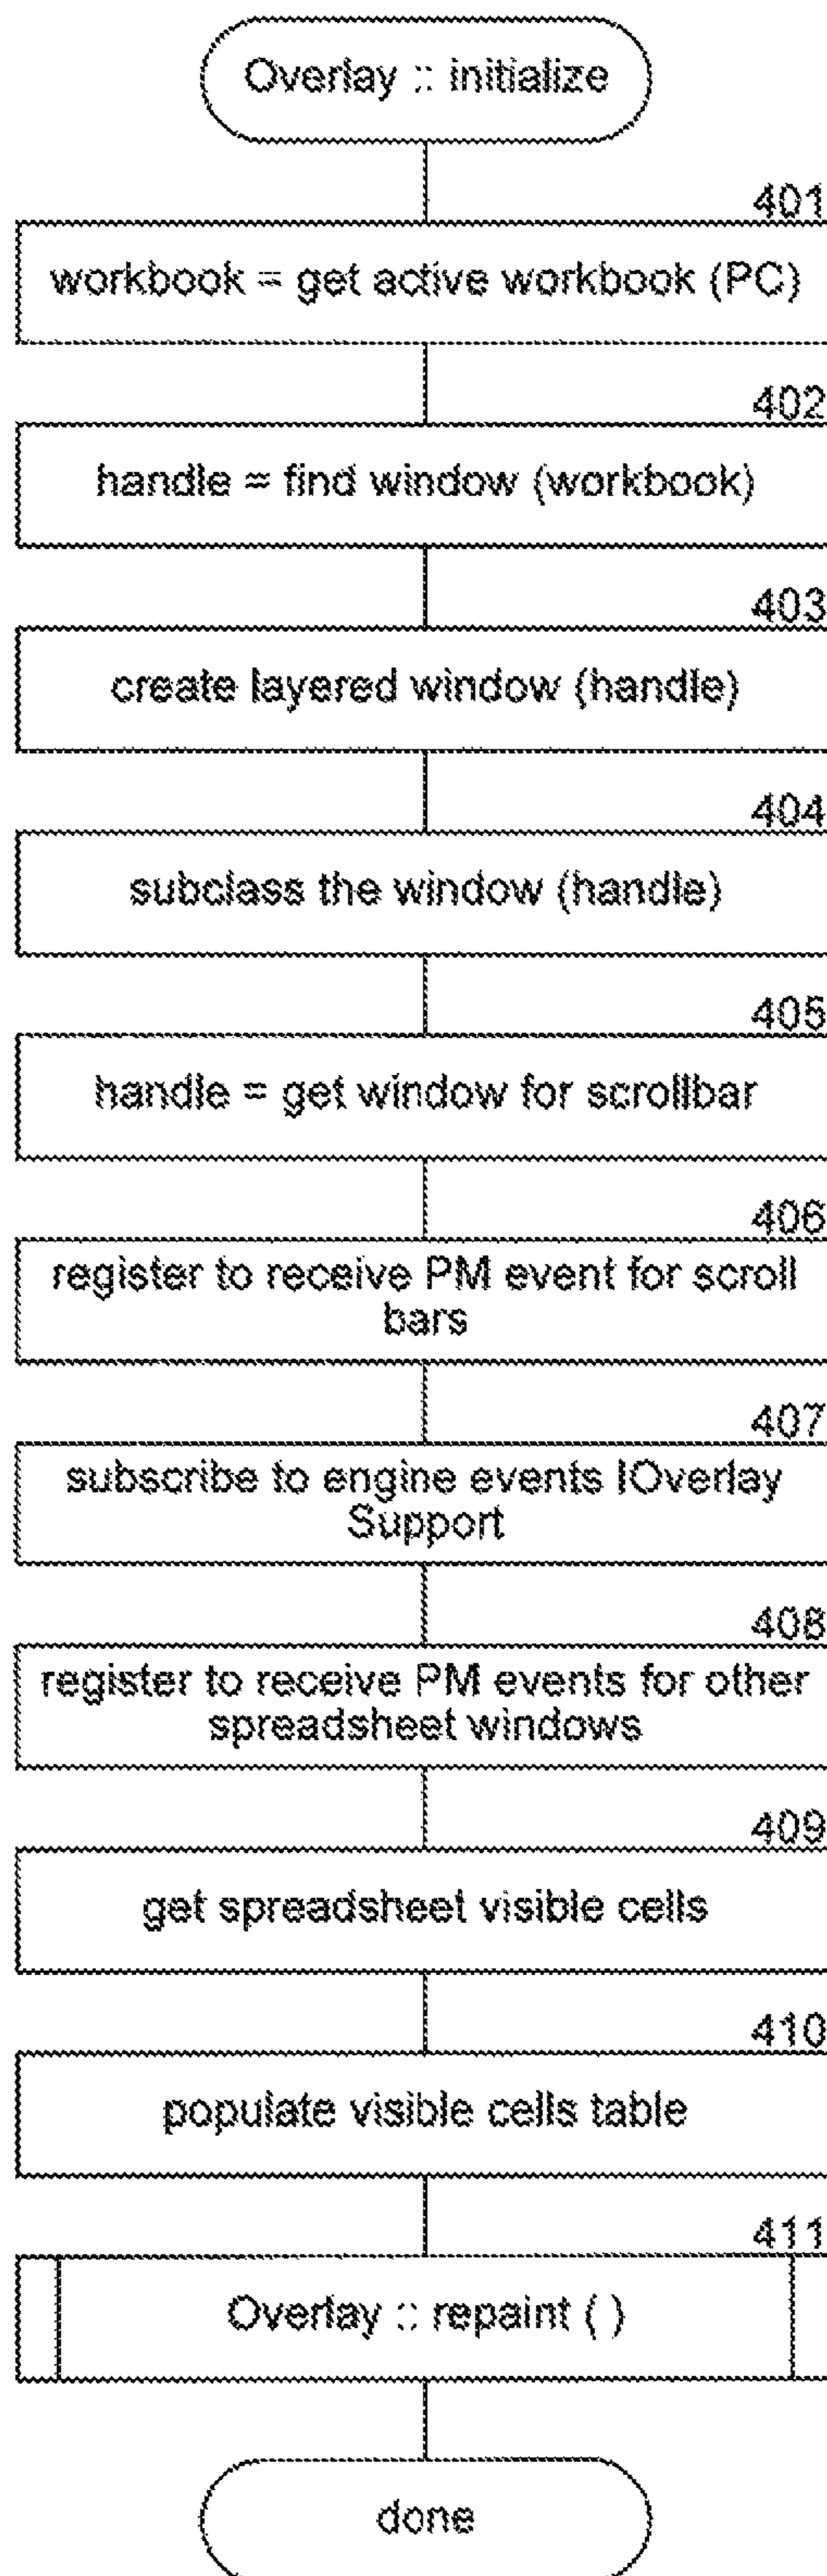 Overlay :: initialize
401
workbook = get active workbook (PC)
402
handle = find window (workbook)
403
create layered window (handle)
404
subclass the window (handle)
405
handle = get window for scrollbar
406
register to receive PM event for scroll
bars
407
subscribe to engine events IOverlay
Support
408
register to receive PM events for other
spreadsheet windows
409
get spreadsheet visible cells
410
populate visible cells table
411
Overlay :: repaint ( )
done